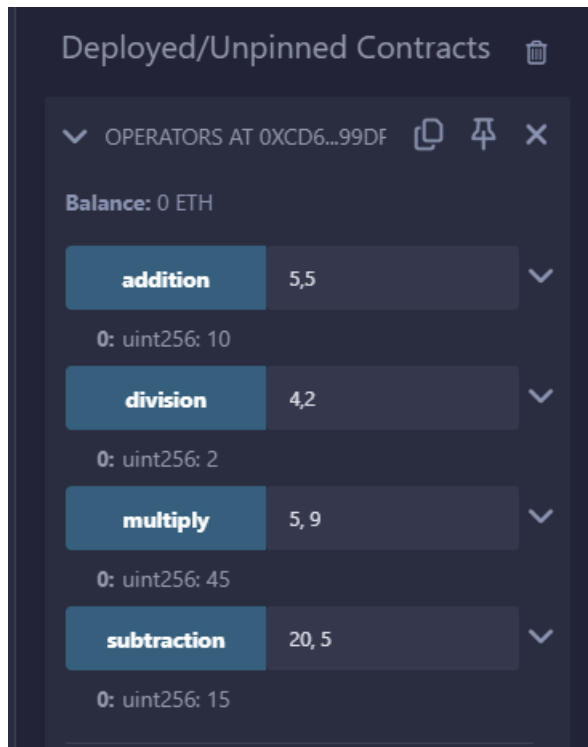 Deployed/Unpinned Contracts
OPERATORS AT 0XCD6...99DF
Balance: 0 ETH
addition 5,5
0: uint256: 10
division 4,2
0: uint256: 2
multiply 5, 9
0: uint256: 45
subtraction 20, 5
0: uint256: 15